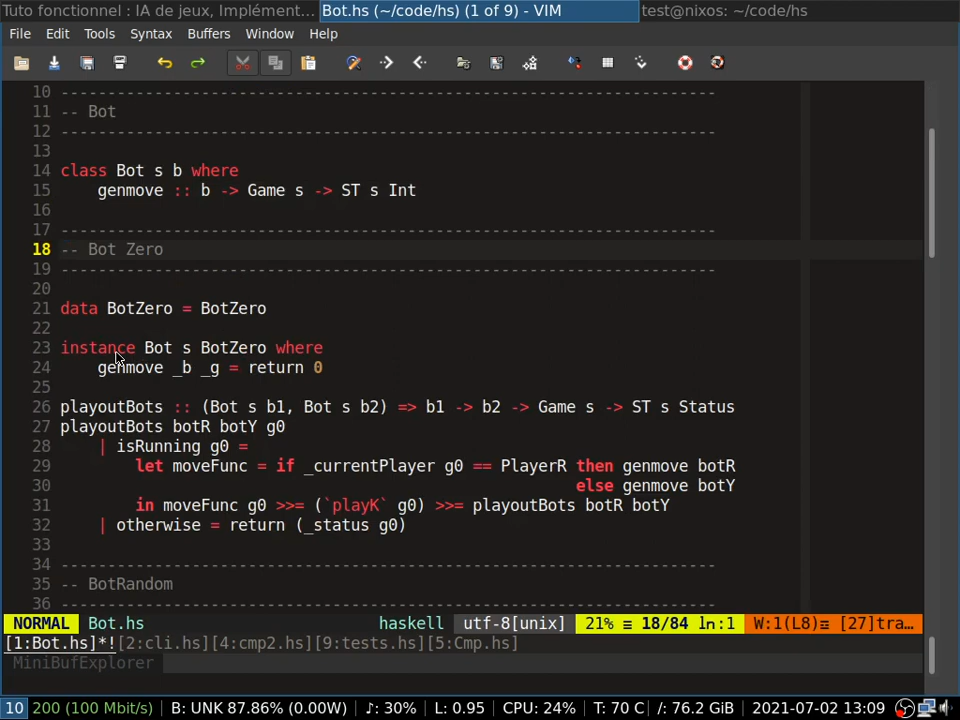 Tuto fonctionnel : IA de jeux, Implément... Bot.hs (~/code/hs) (1 of 9) - VIM test@nixos: ~/code/hs
File Edit Tools Syntax Buffers Window Help
10 ----------------------------------------------------------------------
11 -- Bot
12 ----------------------------------------------------------------------
13
14 class Bot s b where
15     genmove :: b -> Game s -> ST s Int
16
17 ----------------------------------------------------------------------
18 -- Bot Zero
19 ----------------------------------------------------------------------
20
21 data BotZero = BotZero
22
23 instance Bot s BotZero where
24     genmove _b _g = return 0
25
26 playoutBots :: (Bot s b1, Bot s b2) => b1 -> b2 -> Game s -> ST s Status
27 playoutBots botR botY g0
28     | isRunning g0 =
29         let moveFunc = if _currentPlayer g0 == PlayerR then genmove botR
30                                                        else genmove botY
31         in moveFunc g0 >>= (`playK` g0) >>= playoutBots botR botY
32     | otherwise = return (_status g0)
33
34 ----------------------------------------------------------------------
35 -- BotRandom
36 ----------------------------------------------------------------------
NORMAL Bot.hs haskell utf-8[unix] 21% ≡ 18/84 ln:1 W:1(L8)≡ [27]tra…
[1:Bot.hs]*![2:cli.hs][4:cmp2.hs][9:tests.hs][5:Cmp.hs]
MiniBufExplorer
10 200 (100 Mbit/s) | B: UNK 87.86% (0.00W) | ♪: 30% | L: 0.95 | CPU: 24% | T: 70 C | /: 76.2 GiB | 2021-07-02 13:09